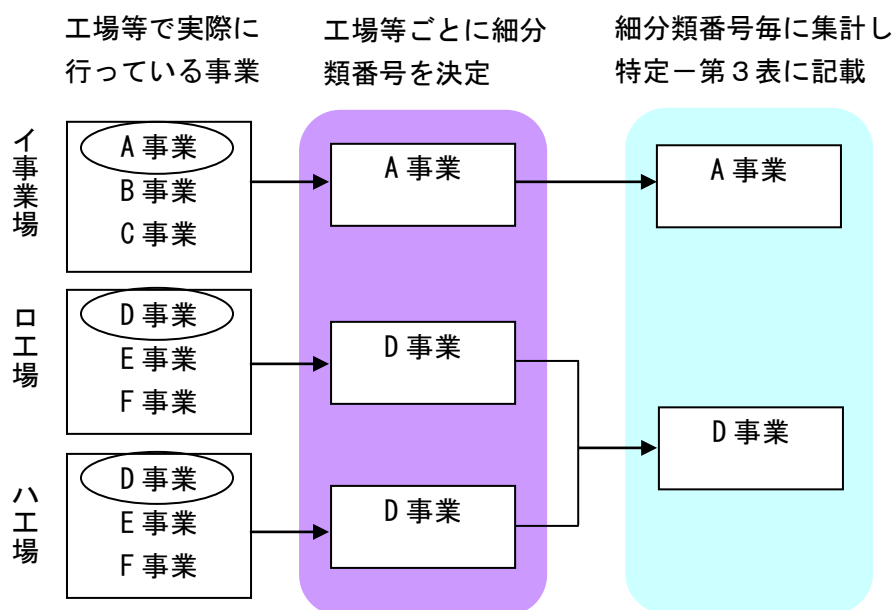 工場等で実際に
行っている事業
工場等ごとに細分
類番号を決定
細分類番号毎に集計し
特定－第３表に記載
イ事業場
A事業
B事業
C事業
A事業
A事業
ロ工場
D事業
E事業
F事業
D事業
D事業
ハ工場
D事業
E事業
F事業
D事業